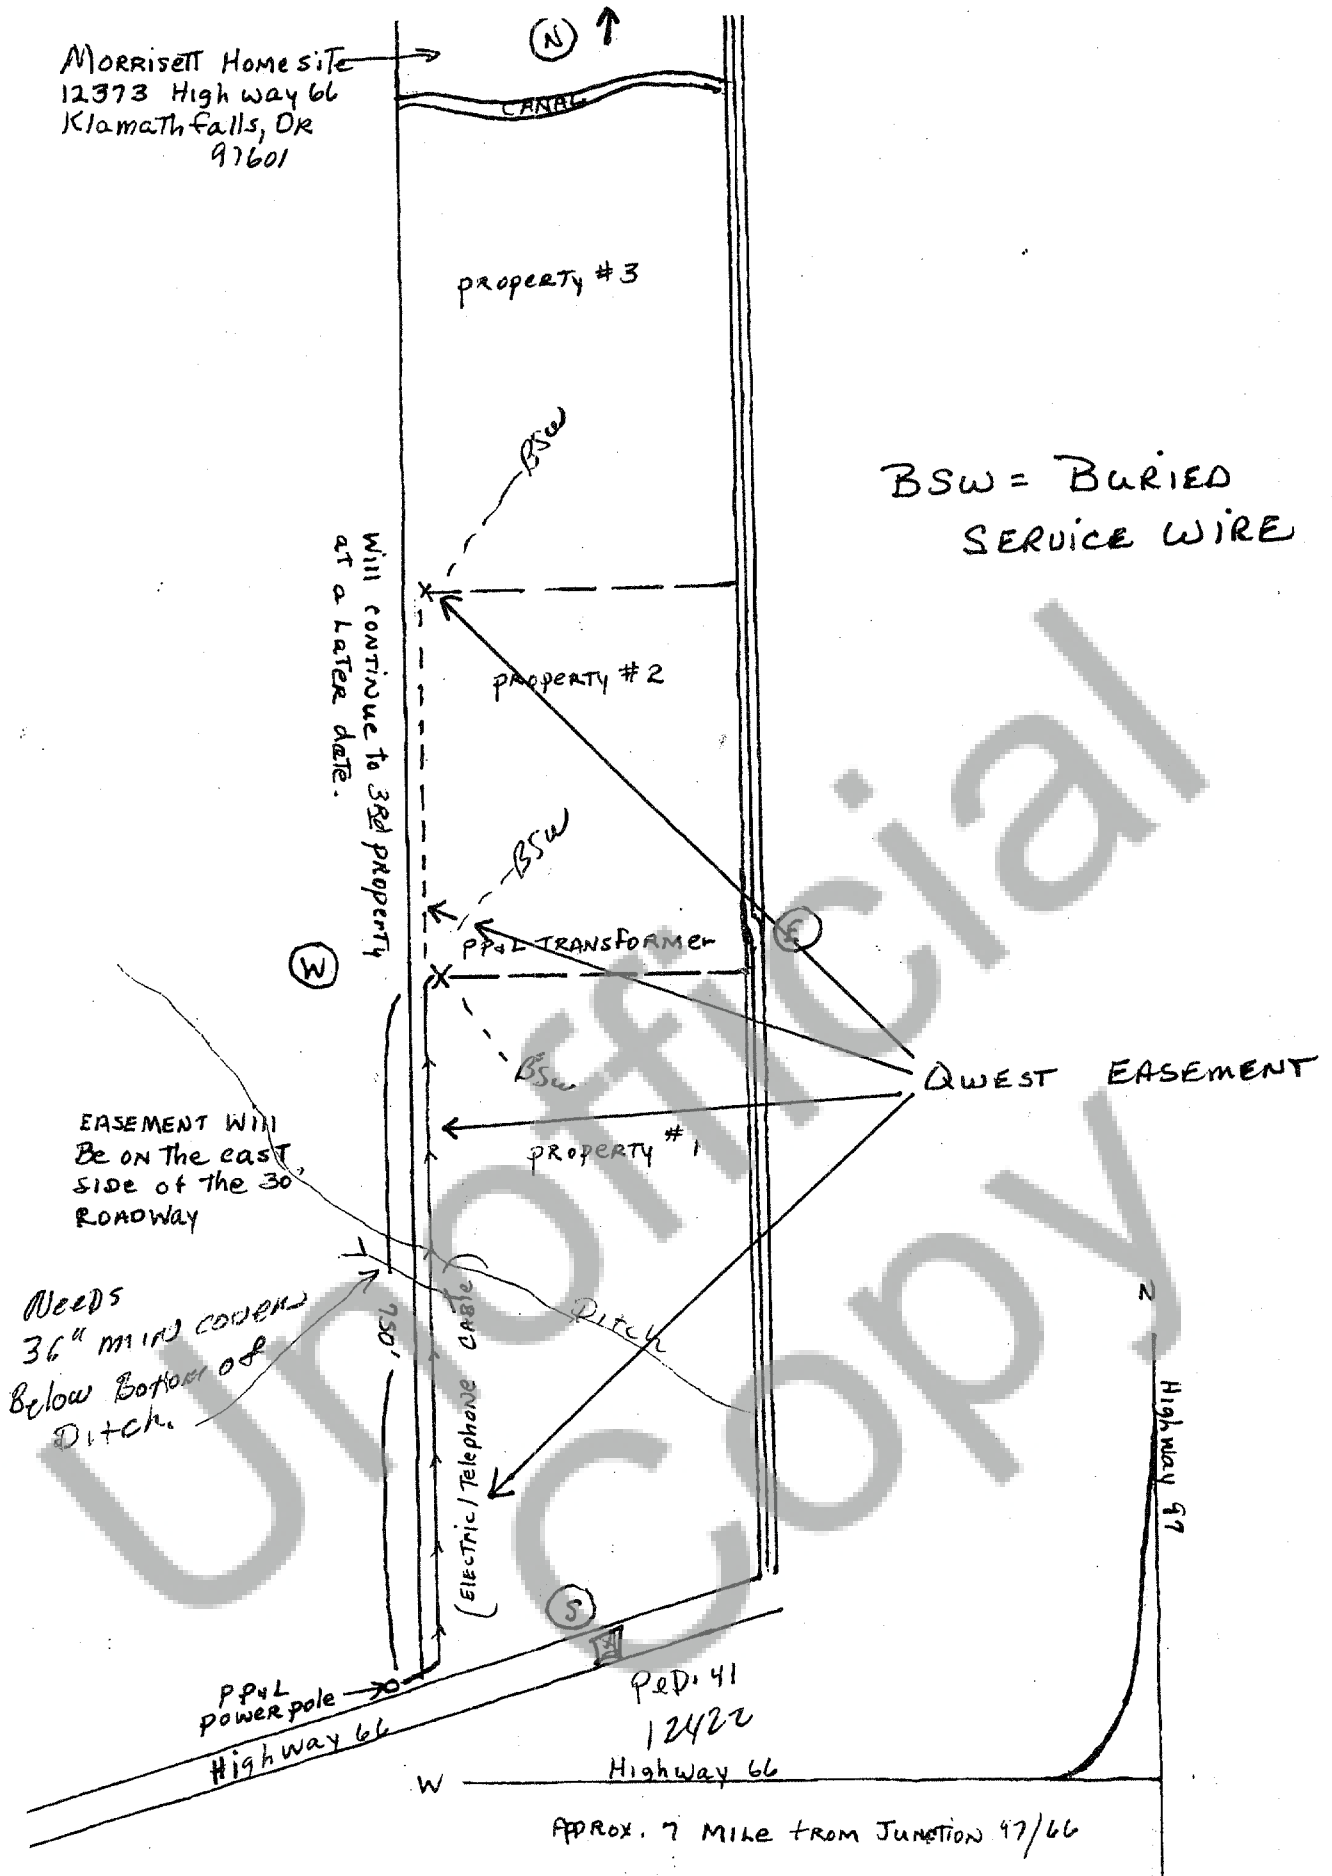 N
MORRISETT HOMESITE
12373 Highway 66
Klamath Falls, OR
97601
CANAL
PROPERTY #3
BSW
BSW = BURIED
SERVICE WIRE
Will continue to 3Rd PROPERTY
at a Later date.
PROPERTY #2
BSW
W
PP&L TRANSFORMER
BSW
QWEST EASEMENT
EASEMENT Will
Be on the east
SIDE of the 30'
ROADWAY
PROPERTY #1
Needs
36" min cover
Below Bottom of
Ditch.
750'
(Electric/Telephone Cable)
Ditch
N
Highway 97
S
PP&L
Powerpole
PED. 41
12422
Highway 66
W
Highway 66
APPROX. 7 MILE FROM JUNCTION 97/66
Unofficial
Copy